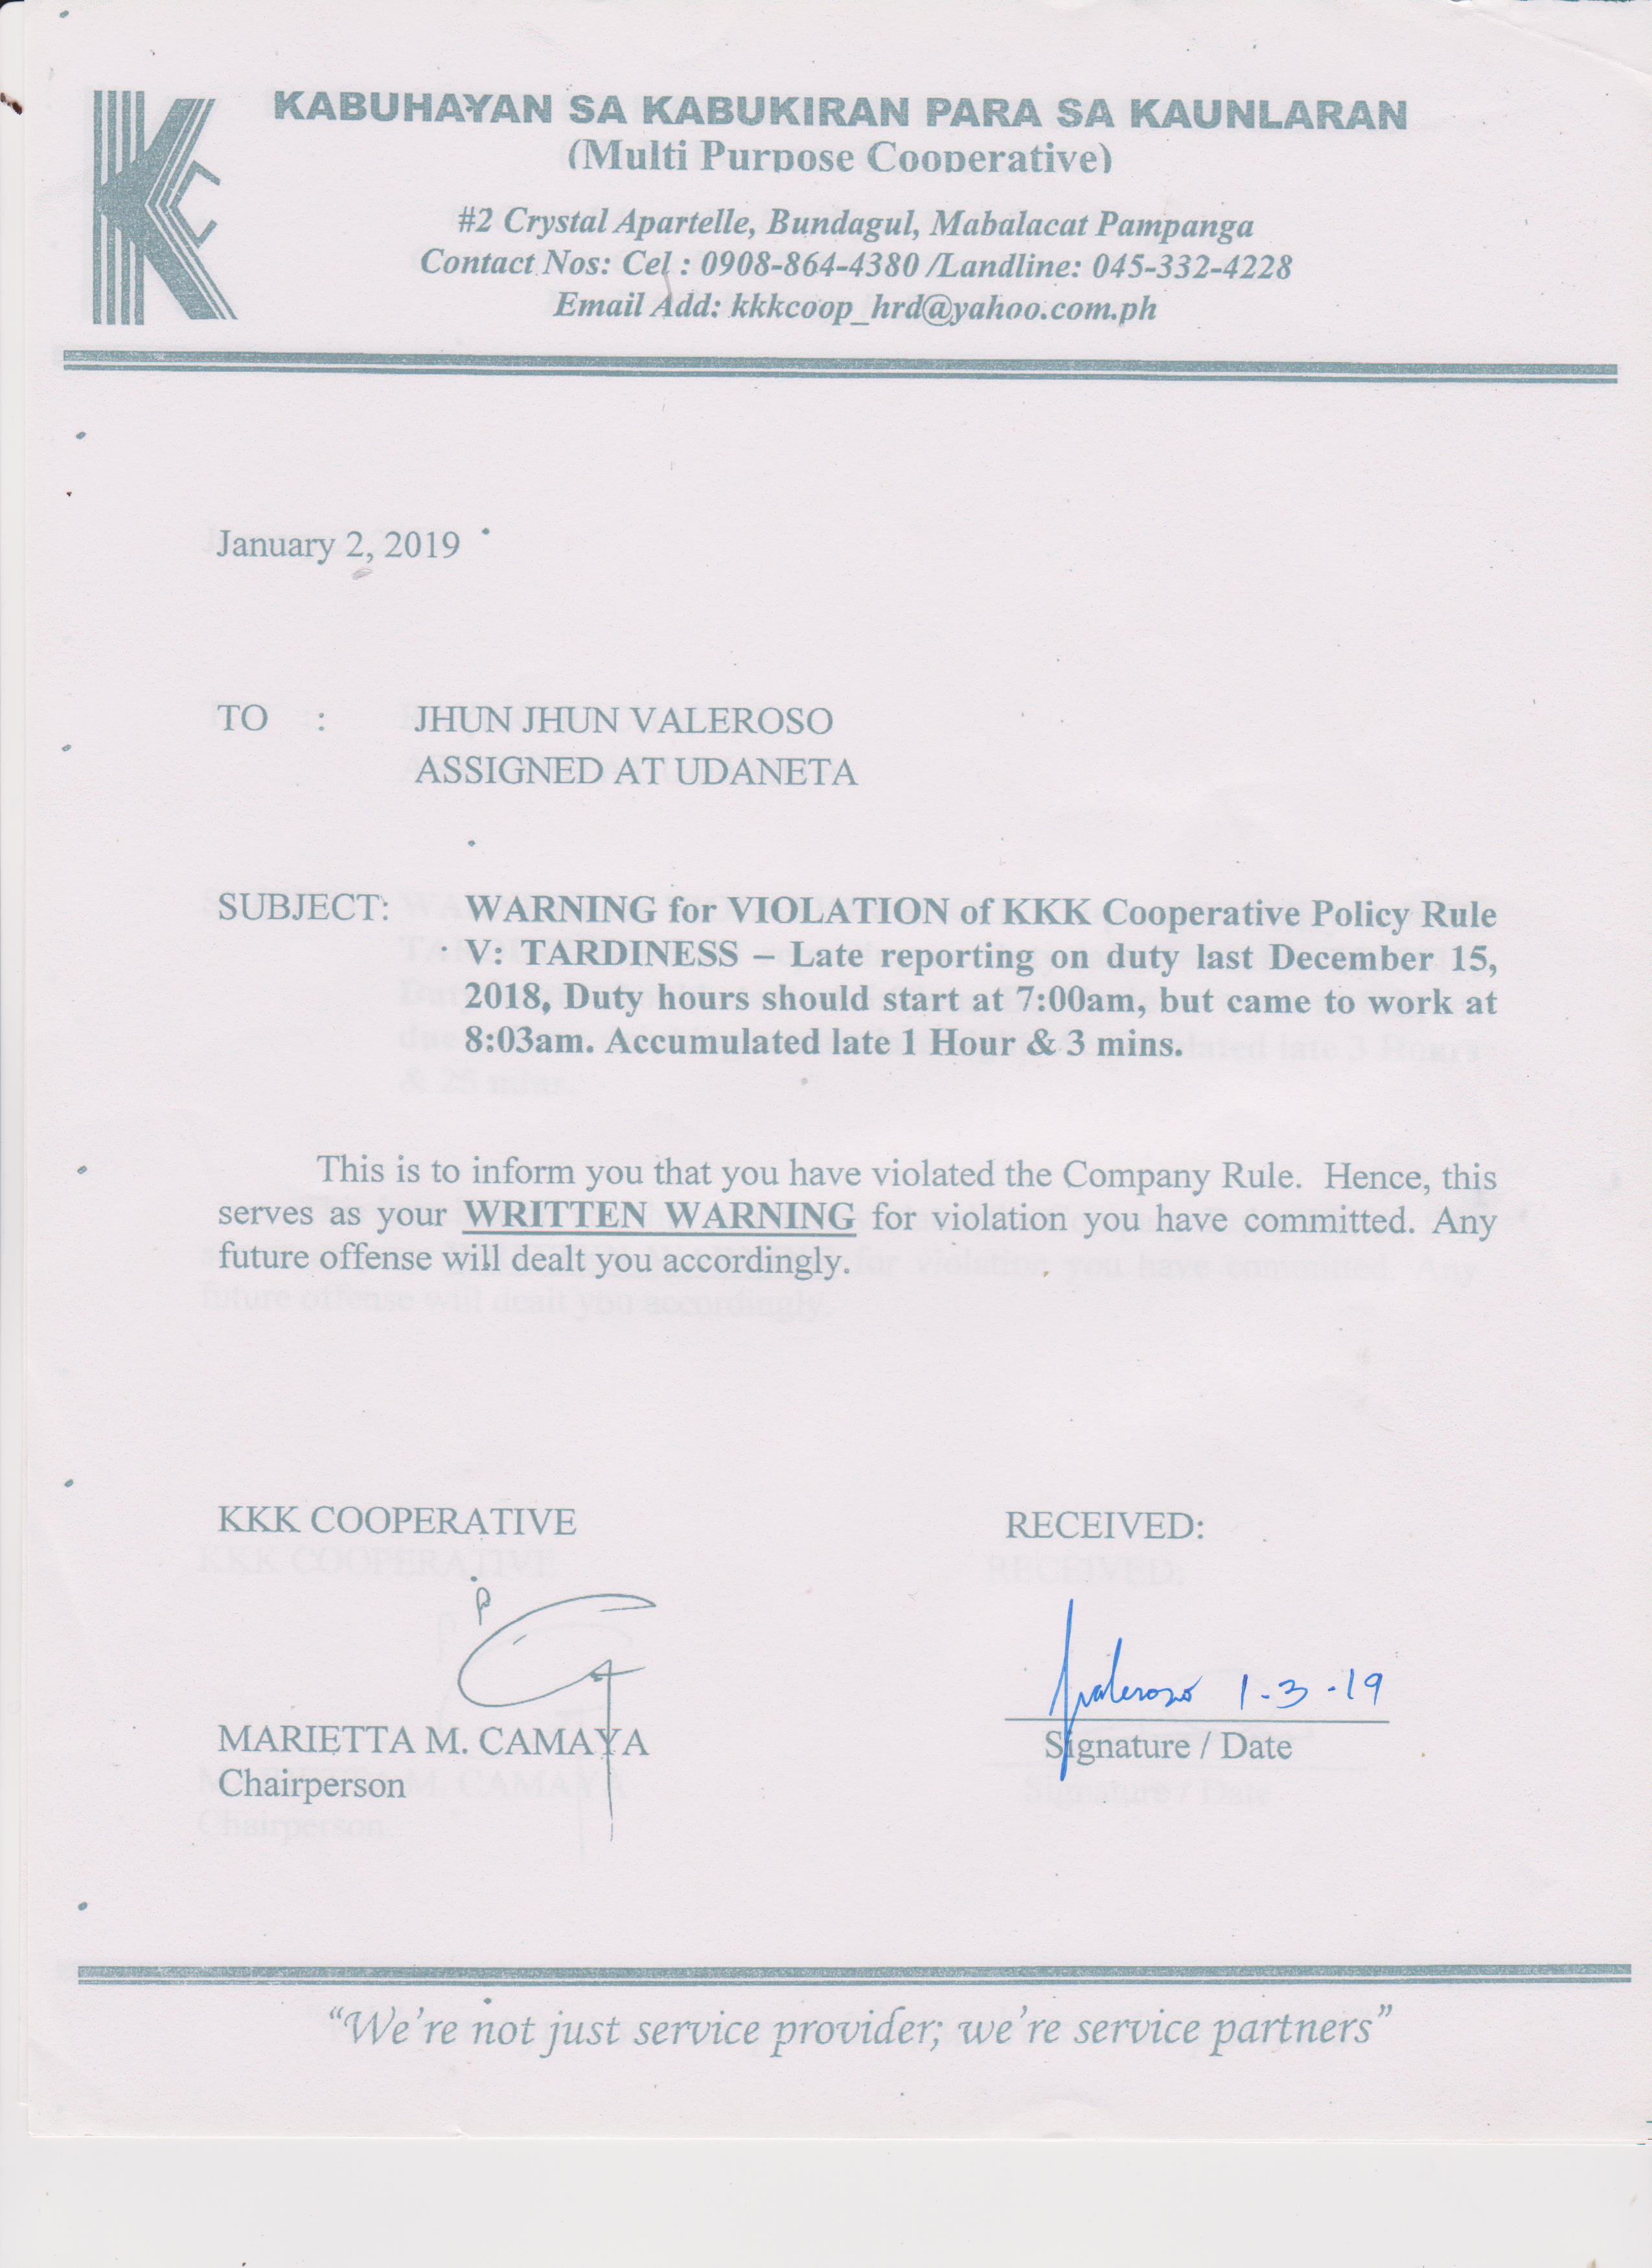 KABUHAYAN SA KABUKIRAN PARA SA KAUNLARAN
(Multi Purpose Cooperative)
#2 Crystal Apartelle, Bundagul, Mabalacat Pampanga
Contact Nos: Cel : 0908-864-4380 /Landline: 045-332-4228
Email Add: kkkcoop_hrd@yahoo.com.ph
January 2, 2019
TO : JHUN JHUN VALEROSO
ASSIGNED AT UDANETA
SUBJECT: WARNING for VIOLATION of KKK Cooperative Policy Rule
V: TARDINESS – Late reporting on duty last December 15,
2018, Duty hours should start at 7:00am, but came to work at
8:03am. Accumulated late 1 Hour & 3 mins.
This is to inform you that you have violated the Company Rule. Hence, this
serves as your WRITTEN WARNING for violation you have committed. Any
future offense will dealt you accordingly.
KKK COOPERATIVE RECEIVED:
1-3-19
MARIETTA M. CAMAYA Signature / Date
Chairperson
“We’re not just service provider; we’re service partners”